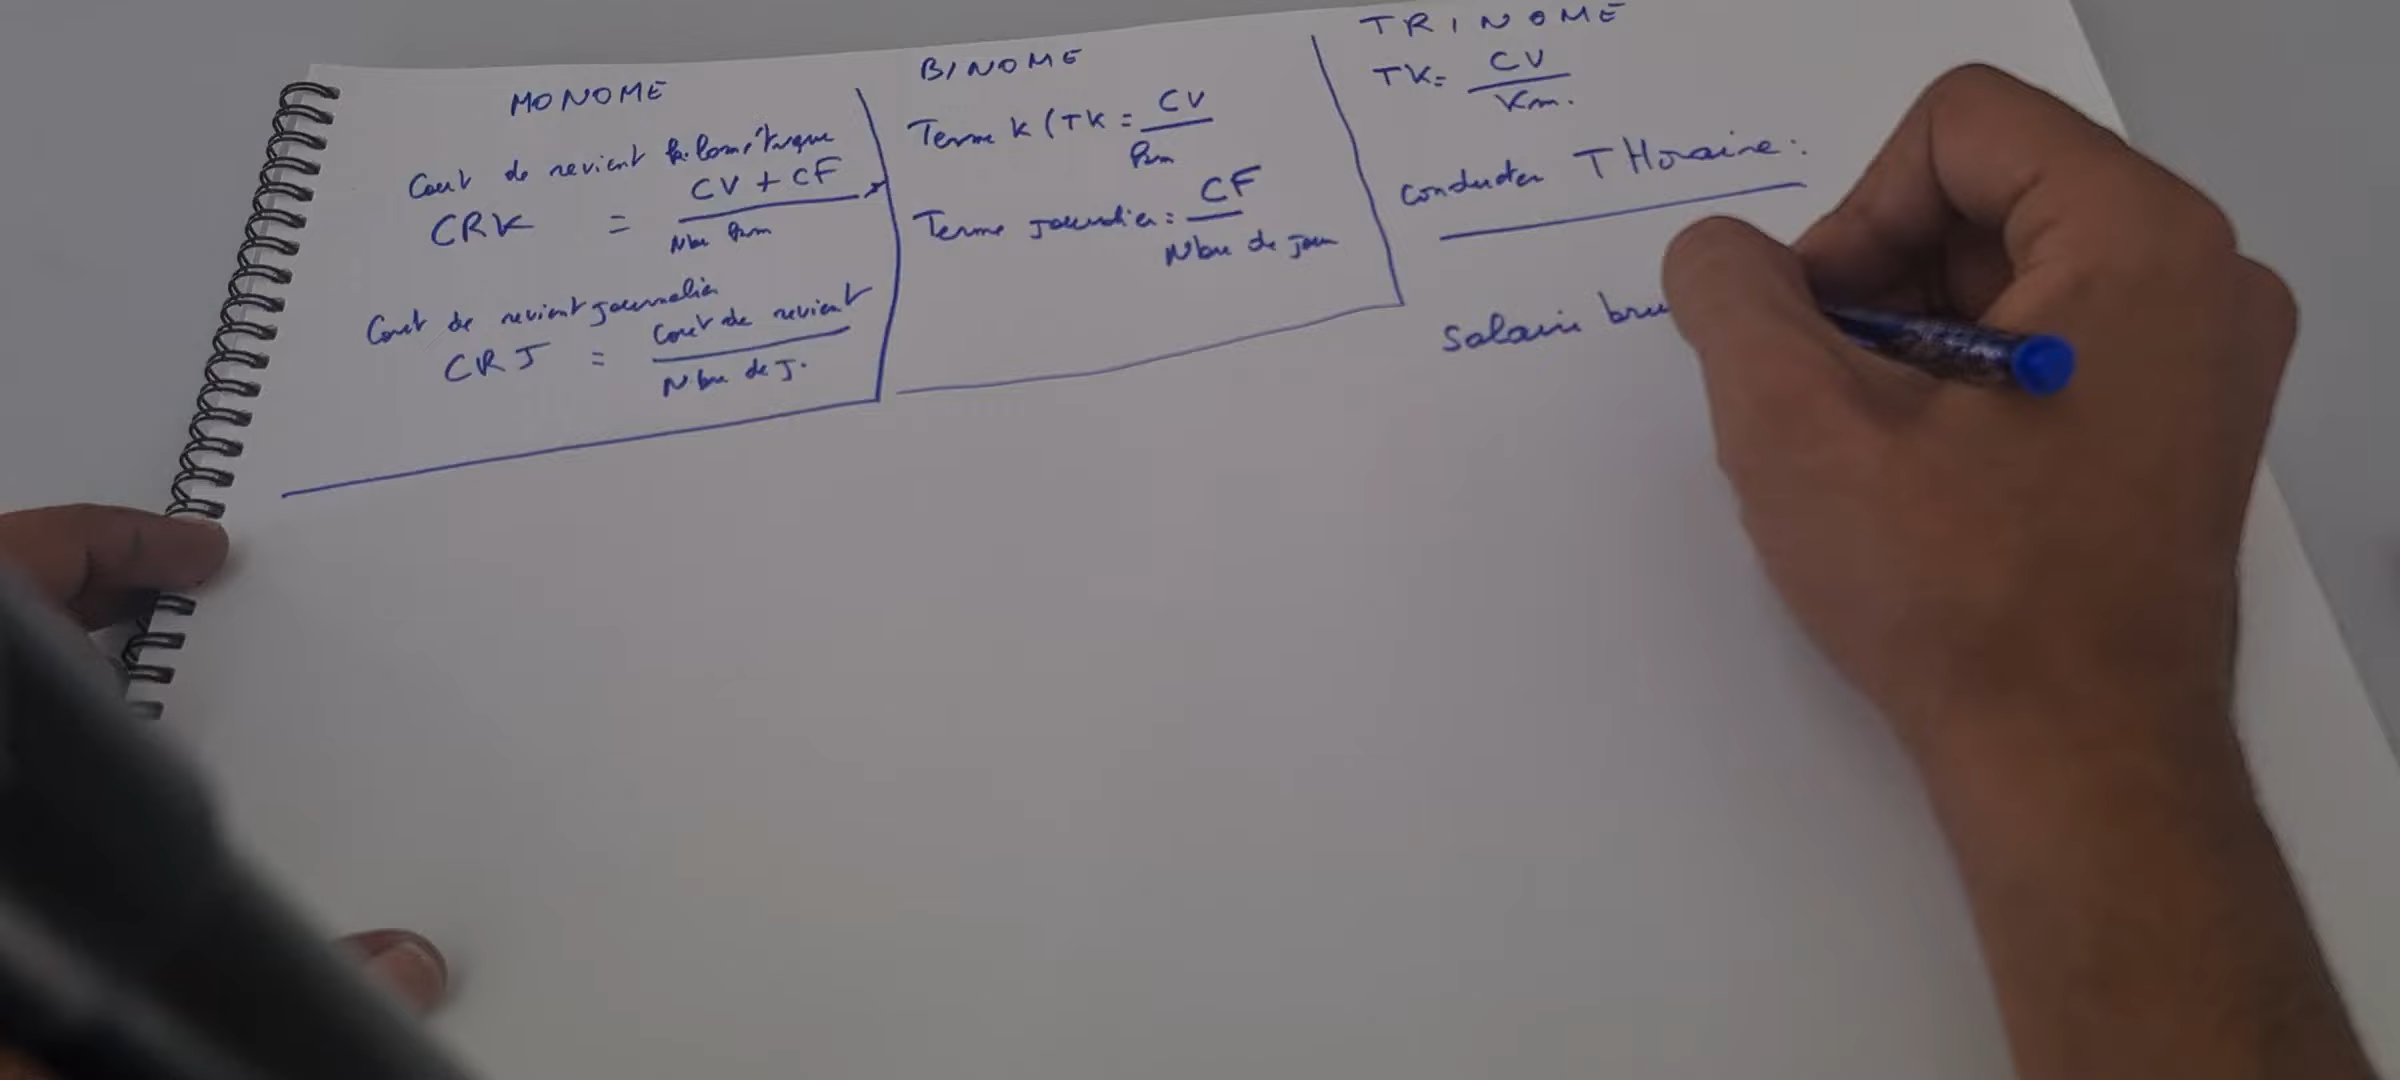 MONOME
Cout de revient kilométrique
CRK = CV + CF
Nbre km
Cout de revient journalier
CRJ = Cout de revient
Nbre de J.
BINOME
Terme k (TK = CV
km
Terme journalier = CF
Nbre de jour
TRINOME
TK = CV
Km.
conducteur T Horaire :
Salaire bru